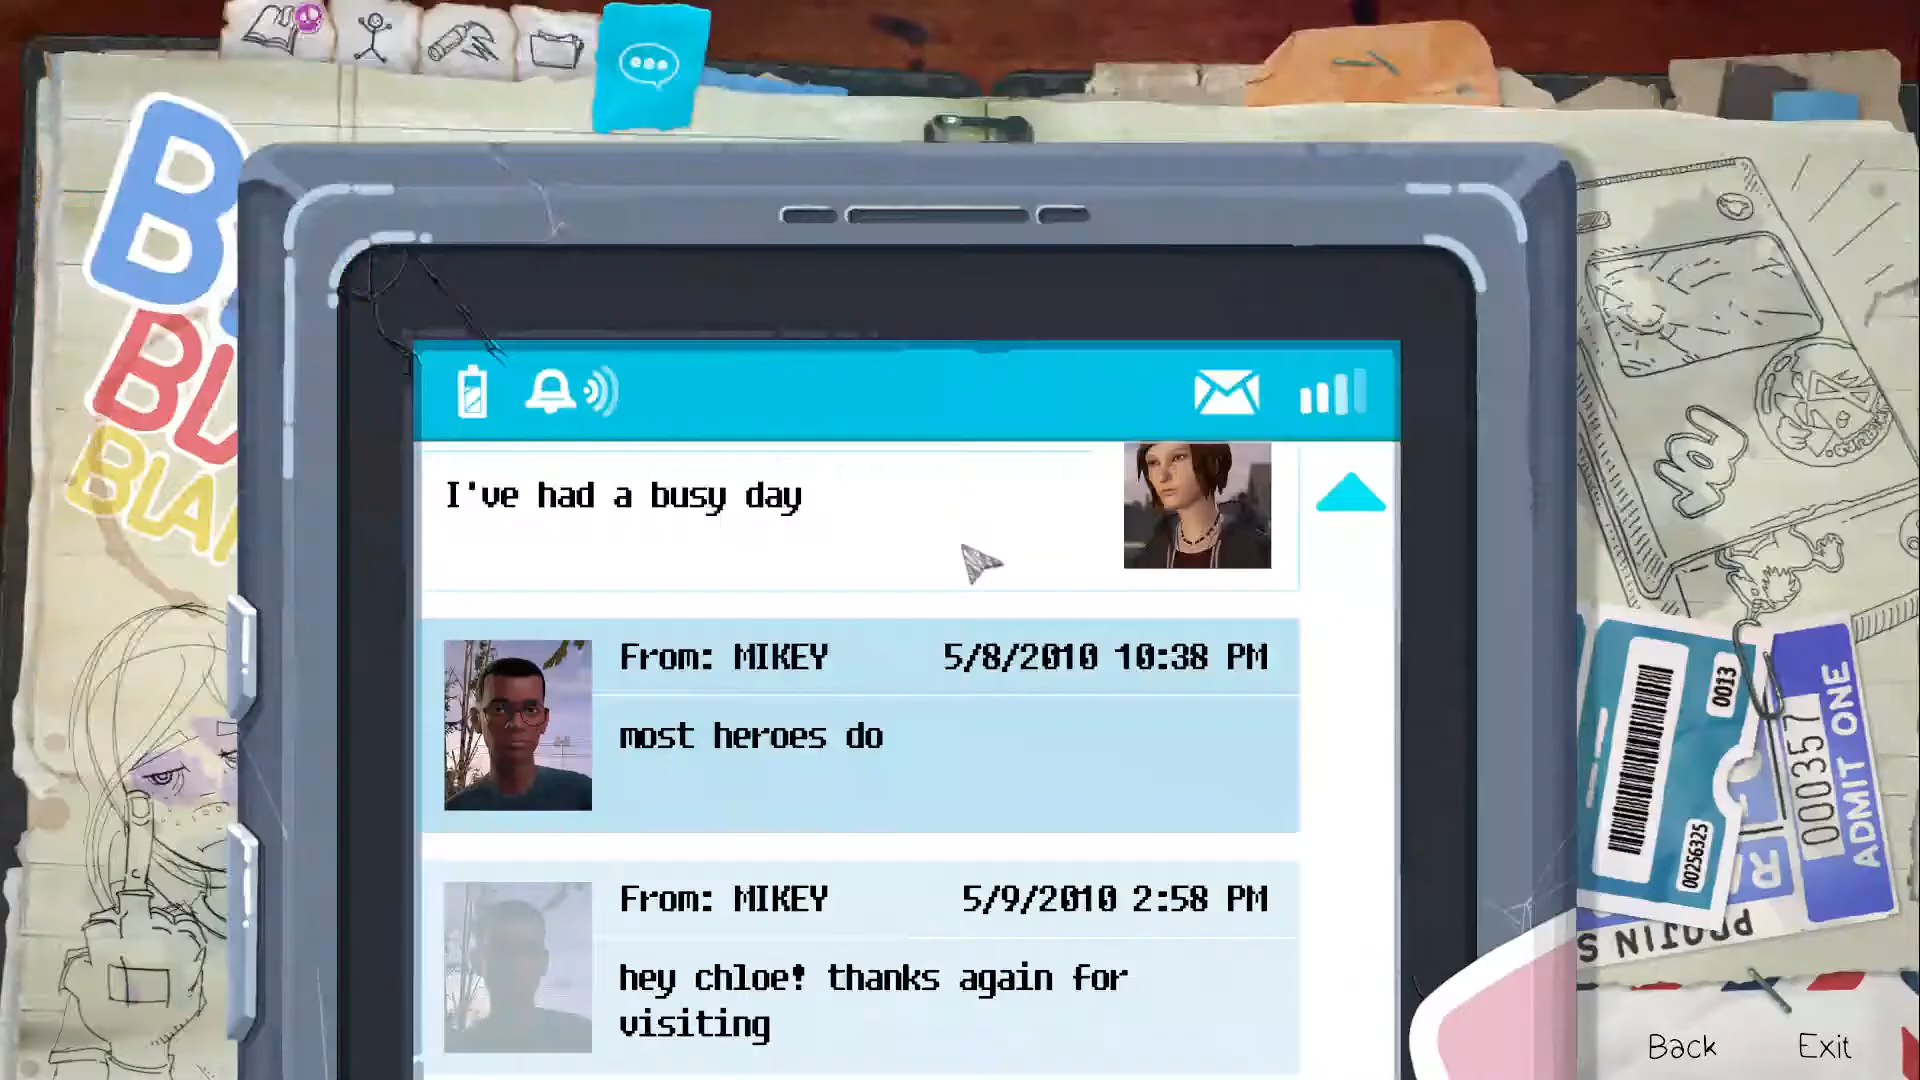 I've had a busy day
From: MIKEY 5/8/2010 10:38 PM
most heroes do
From: MIKEY 5/9/2010 2:58 PM
hey chloe! thanks again for
visiting
0013
00256325
000357
ADMIT ONE
Back Exit